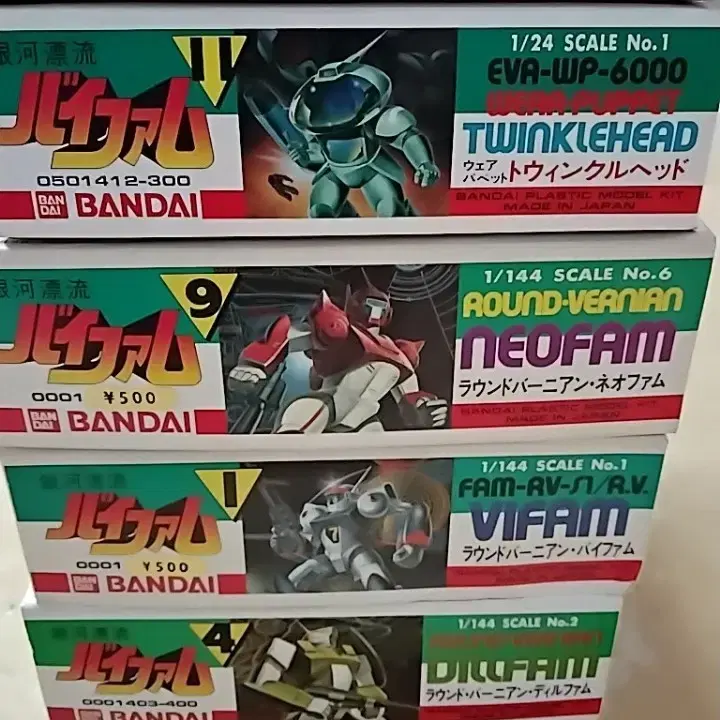 銀河漂流
バイファム
11
0501412-300
BAN
DAI
BANDAI
1/24 SCALE No.1
EVA-WP-6000
WEAR-PUPPET
TWINKLEHEAD
ウェア
パペット トウィンクルヘッド
BANDAI PLASTIC MODEL KIT
MADE IN JAPAN
銀河漂流
バイファム
9
0001 ¥500
BAN
DAI
BANDAI
1/144 SCALE No.6
ROUND-VERNIAN
NEOFAM
ラウンドバーニアン・ネオファム
BANDAI PLASTIC MODEL KIT
MADE IN JAPAN
銀河漂流
バイファム
1
0001 ¥500
BAN
DAI
BANDAI
1/144 SCALE No.1
VIFAM
ラウンドバーニアン・バイファム
銀河漂流
バイファム
4
0001403-400
BANDAI
1/144 SCALE No.2
DILLFAM
ラウンド・バーニアン・ディルファム